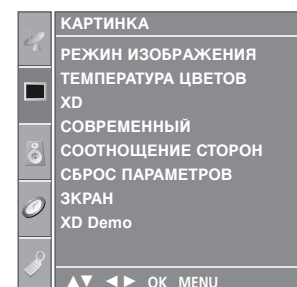 КАРТИНКА
РЕЖИН ИЗОБРАЖЕНИЯ
ТЕМПЕРАТУРА ЦВЕТОВ
XD
СОВРЕМЕННЫЙ
СООТНОЩЕНИЕ СТОРОН
СБРОС ПАРАМЕТРОВ
ЗКРАН
XD Demo
▲▼ ◄► OK MENU